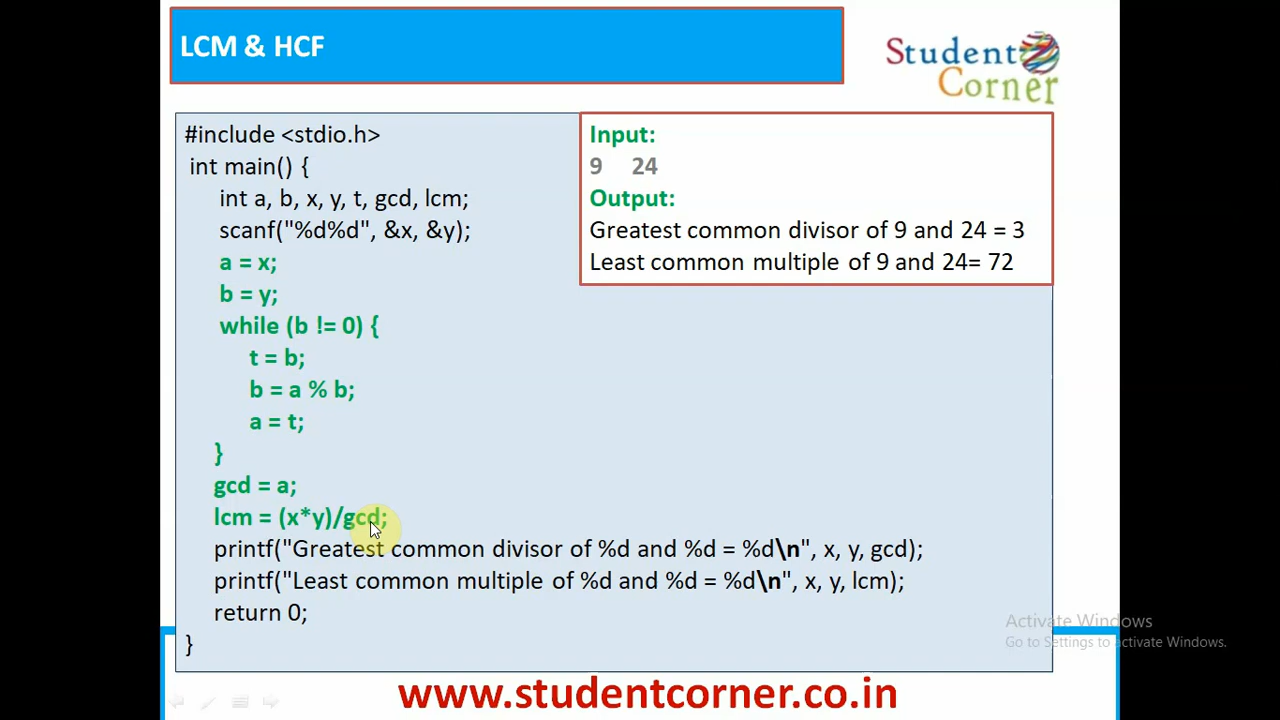 LCM & HCF
Student
Corner
#include <stdio.h>
int main() {
int a, b, x, y, t, gcd, lcm;
scanf("%d%d", &x, &y);
a = x;
b = y;
while (b != 0) {
t = b;
b = a % b;
a = t;
}
gcd = a;
lcm = (x*y)/gcd;
printf("Greatest common divisor of %d and %d = %d\n", x, y, gcd);
printf("Least common multiple of %d and %d = %d\n", x, y, lcm);
return 0;
}
Input:
9 24
Output:
Greatest common divisor of 9 and 24 = 3
Least common multiple of 9 and 24= 72
Activate Windows
Go to Settings to activate Windows.
www.studentcorner.co.in